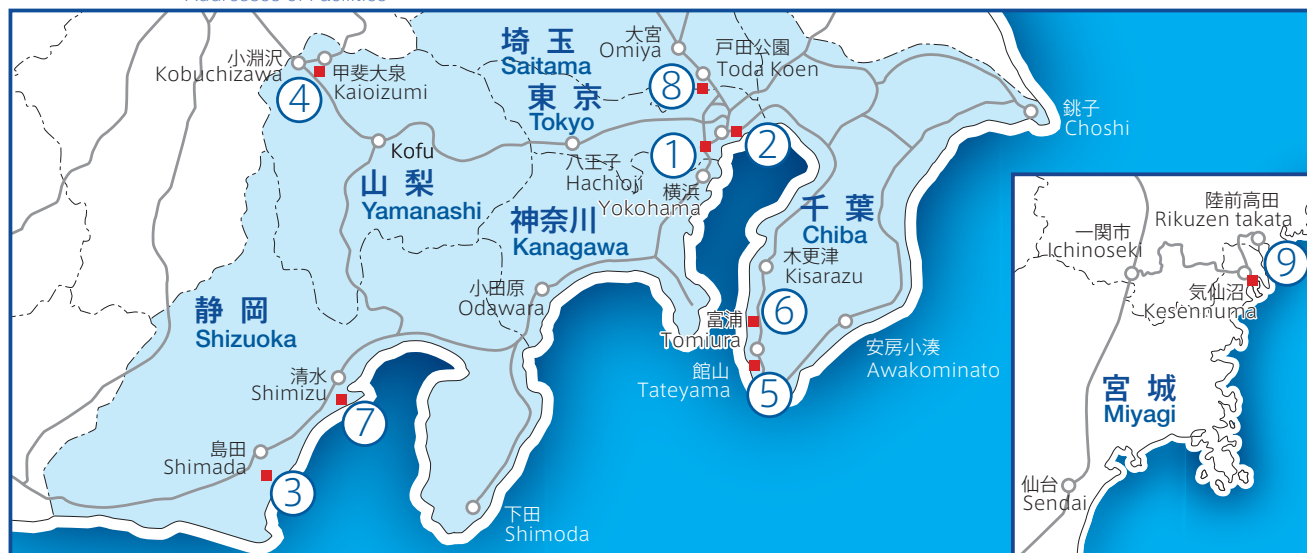 Addresses of Facilities
小淵沢
Kobuchizawa
甲斐大泉
Kaioizumi
④
埼 玉
Saitama
大宮
Omiya
戸田公園
Toda Koen
⑧
東 京
Tokyo
①
②
銚子
Choshi
Kofu
山 梨
Yamanashi
八王子
Hachioji
横浜
Yokohama
神奈川
Kanagawa
千 葉
Chiba
木更津
Kisarazu
小田原
Odawara
⑥
富浦
Tomiura
館山
Tateyama
⑤
安房小湊
Awakominato
静 岡
Shizuoka
清水
Shimizu
⑦
島田
Shimada
③
下田
Shimoda
陸前高田
Rikuzen takata
一関市
Ichinoseki
⑨
気仙沼
Kesennuma
宮 城
Miyagi
仙台
Sendai